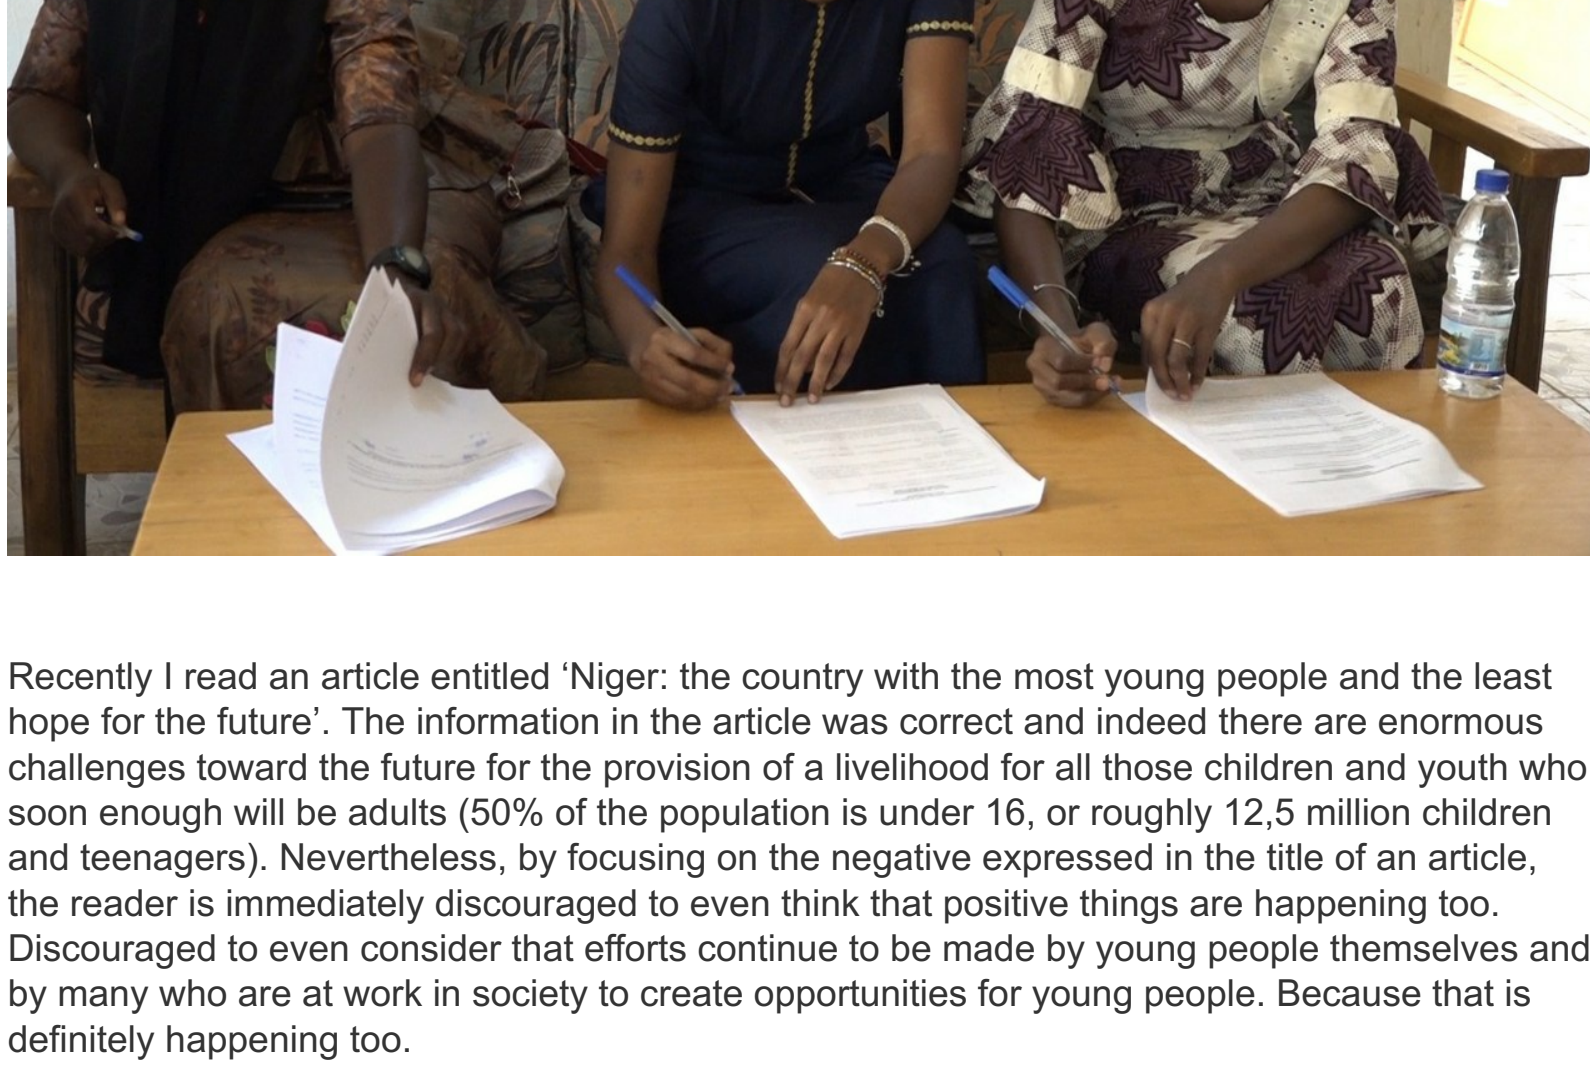 Recently I read an article entitled ‘Niger: the country with the most young people and the least
hope for the future’. The information in the article was correct and indeed there are enormous
challenges toward the future for the provision of a livelihood for all those children and youth who
soon enough will be adults (50% of the population is under 16, or roughly 12,5 million children
and teenagers). Nevertheless, by focusing on the negative expressed in the title of an article,
the reader is immediately discouraged to even think that positive things are happening too.
Discouraged to even consider that efforts continue to be made by young people themselves and
by many who are at work in society to create opportunities for young people. Because that is
definitely happening too.